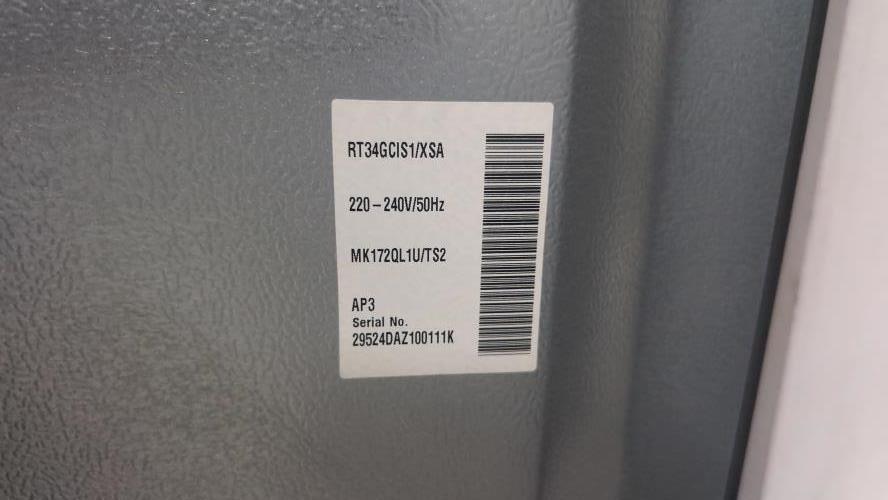 RT34GCIS1/XSA
220-240V/50Hz
MK172QL1U/TS2
AP3
Serial No.
29524DAZ100111K